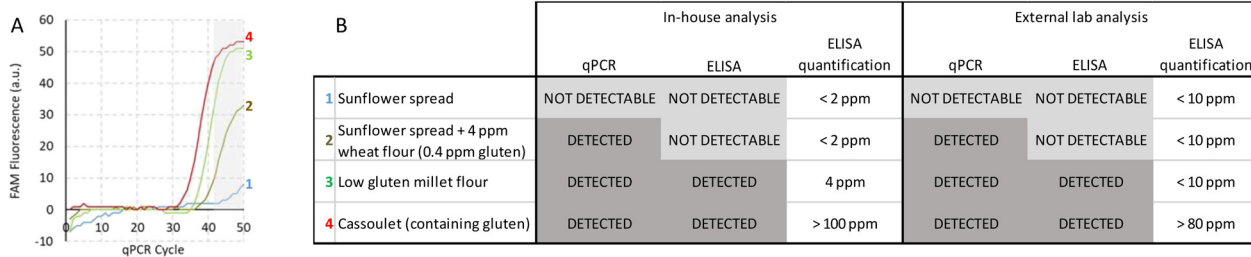 A
60
50
40
30
20
10
0
-10
FAM Fluorescence (a.u.)
0
10
20
30
40
50
qPCR Cycle
4
3
2
1
B
In-house analysis
External lab analysis
qPCR
ELISA
ELISA
quantification
qPCR
ELISA
ELISA
quantification
1 Sunflower spread NOT DETECTABLE NOT DETECTABLE < 2 ppm NOT DETECTABLE NOT DETECTABLE < 10 ppm
2 Sunflower spread + 4 ppm
wheat flour (0.4 ppm gluten) DETECTED NOT DETECTABLE < 2 ppm DETECTED NOT DETECTABLE < 10 ppm
3 Low gluten millet flour DETECTED DETECTED 4 ppm DETECTED DETECTED < 10 ppm
4 Cassoulet (containing gluten) DETECTED DETECTED > 100 ppm DETECTED DETECTED > 80 ppm